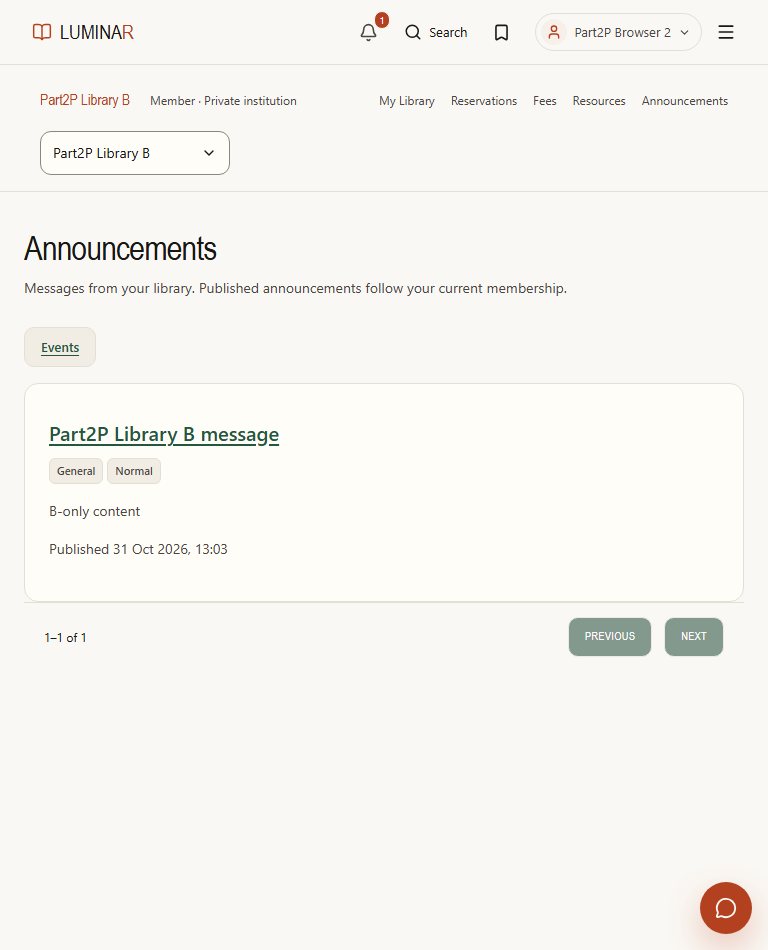 LUMINAR
1
Search
Part2P Browser 2
Part2P Library B
Member · Private institution
My Library
Reservations
Fees
Resources
Announcements
Part2P Library B
Announcements
Messages from your library. Published announcements follow your current membership.
Events
Part2P Library B message
General
Normal
B-only content
Published 31 Oct 2026, 13:03
1–1 of 1
PREVIOUS
NEXT